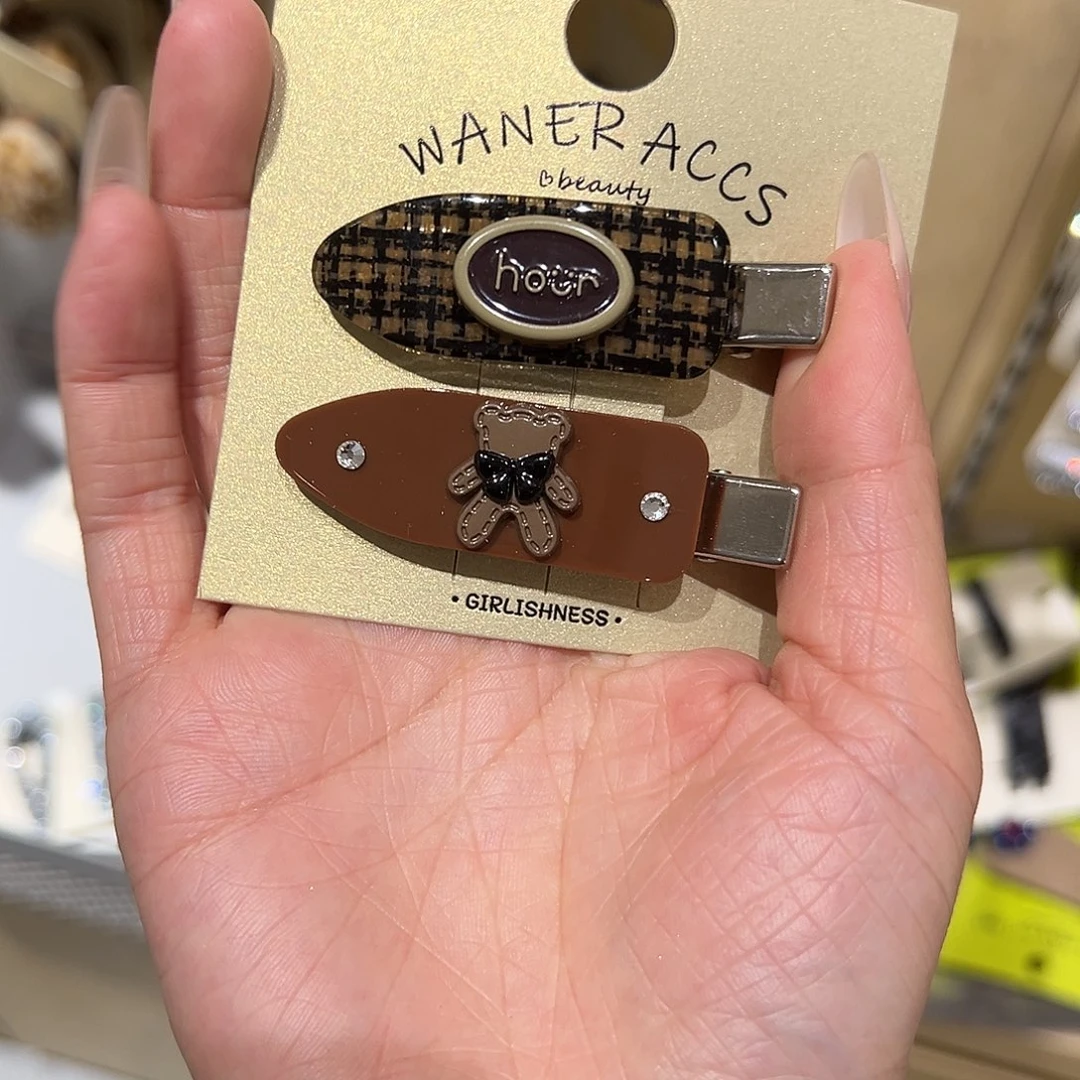 WANER ACCS
beauty
hour
• GIRLISHNESS •